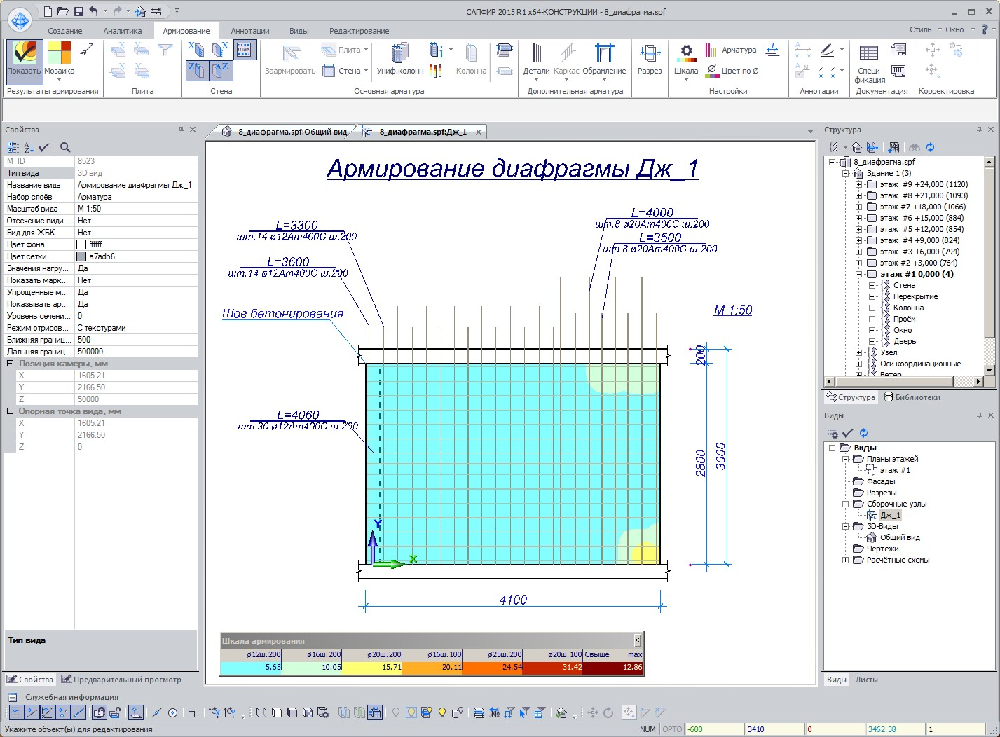 САПФИР 2015 R1 x64-КОНСТРУКЦИИ - 8_диафрагма.spf
Создание Аналитика Армирование Аннотации Виды Редактирование Стиль Окно
Показать Мозаика
Результаты армирования
Плита
max
Стена
Заармировать Плита Стена Униф.колонн Колонна
Основная арматура
Детали Каркас Обрамление
Дополнительная арматура
Разрез
Шкала Арматура Цвет по Ø
Настройки
Аннотации
Специ-
фикация
Документация
Корректировка
Свойства
M_ID 8523
Тип вида 3D вид
Название вида Армирование диафрагмы Дж_1
Набор слоёв Арматура
Масштаб вида М 1:50
Отсечение види... Нет
Вид для ЖБК Нет
Цвет фона ffffff
Цвет сетки a7adb6
Значения нагру... Да
Показать марк... Нет
Упрощенные м... Да
Показывать ар... Да
Уровень сечени... 0
Режим отрисов... С текстурами
Ближняя границ... 500
Дальняя границ... 500000
Позиция камеры, мм
X 1605.21
Y 2166.50
Z 50000
Опорная точка вида, мм
X 1605.21
Y 2166.50
Z 0
Тип вида
Свойства Предварительный просмотр
8_диафрагма.spf:Общий вид 8_диафрагма.spf:Дж_1
Армирование диафрагмы Дж_1
L=3300
шт.14 ø12Ат400С ш.200
L=3600
шт.14 ø12Ат400С ш.200
L=4000
шт.8 ø20Ат400С ш.200
L=3500
шт.8 ø20Ат400С ш.200
Шов бетонирования
М 1:50
200
2800
3000
L=4060
шт.30 ø12Ат400С ш.200
Y
X
4100
Шкала армирования
ø12ш.200 ø16ш.200 ø20ш.200 ø16ш.100 ø25ш.200 ø20ш.100 Свыше max
5.65 10.05 15.71 20.11 24.54 31.42 12.86
Структура
8_диафрагма.spf
Здание 1 (3)
этаж #9 +24,000 (1120)
этаж #8 +21,000 (1093)
этаж #7 +18,000 (1066)
этаж #6 +15,000 (884)
этаж #5 +12,000 (854)
этаж #4 +9,000 (824)
этаж #3 +6,000 (794)
этаж #2 +3,000 (764)
этаж #1 0,000 (4)
Стена
Перекрытие
Колонна
Проём
Окно
Дверь
Узел
Оси координационные
Ветер
Структура Библиотеки
Виды
Виды
Планы этажей
этаж #1
Фасады
Разрезы
Сборочные узлы
Дж_1
3D-Виды
Общий вид
Чертежи
Расчётные схемы
Виды Листы
Служебная информация
Укажите объект(ы) для редактирования
NUM ОРТО -600 3410 0 3462.38 1